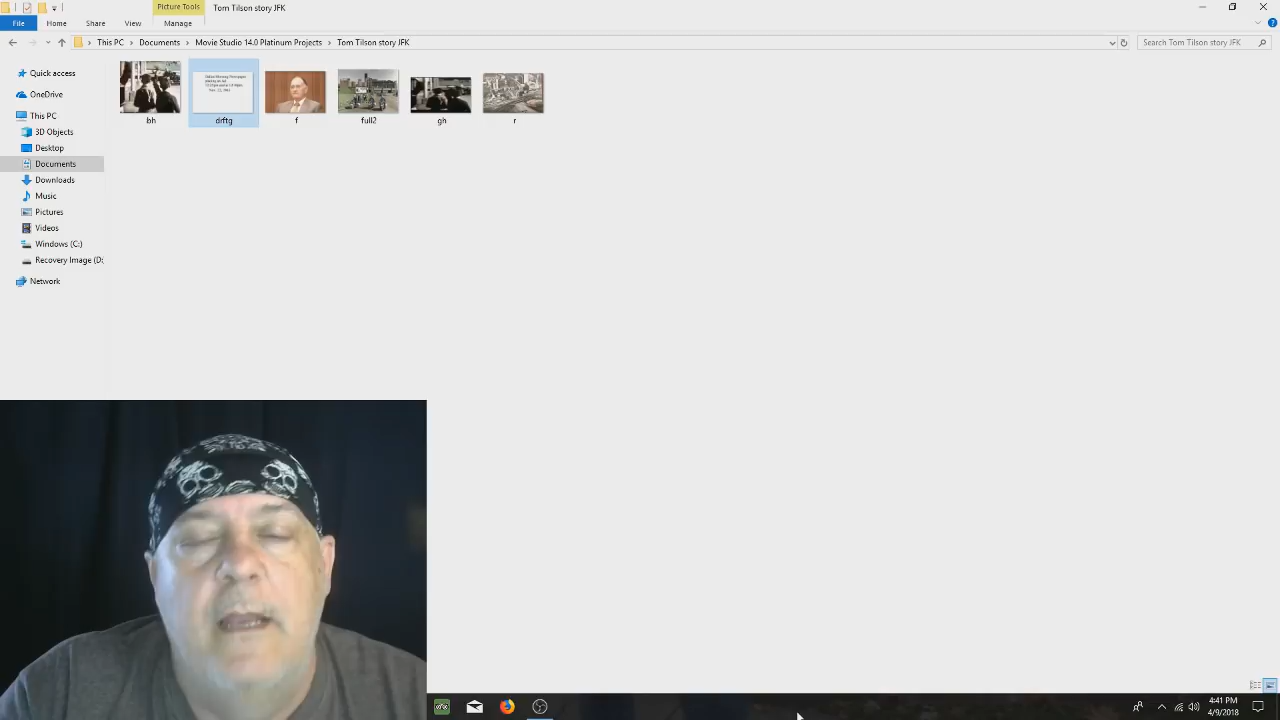 Picture Tools
Tom Tilson story JFK
File
Home
Share
View
Manage
This PC
Documents
Movie Studio 14.0 Platinum Projects
Tom Tilson story JFK
Search Tom Tilson story JFK
Quick access
OneDrive
This PC
3D Objects
Desktop
Documents
Downloads
Music
Pictures
Videos
Windows (C:)
Recovery Image (D:
Network
bh
drftg
f
full2
gh
r
4:41 PM
4/9/2018